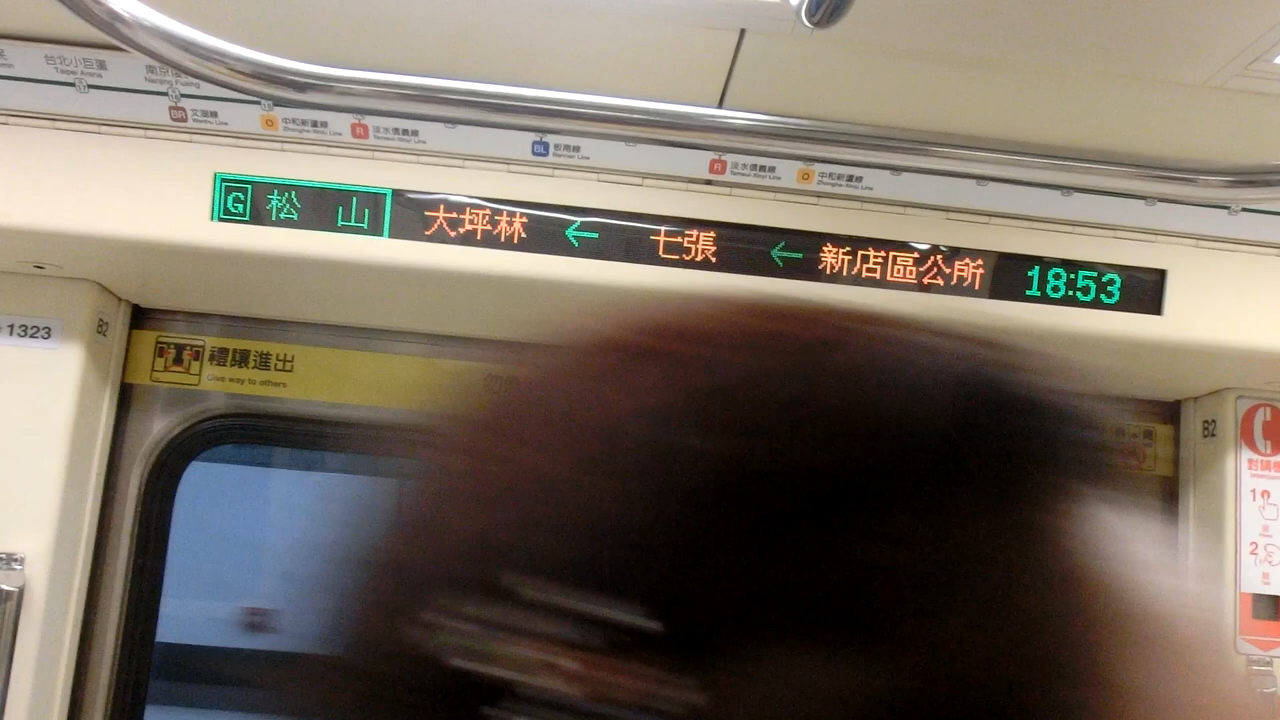 台北小巨蛋
Taipei Arena
Nanjing Fuxing
BR 文湖線
Wenhu Line
O 中和新蘆線
Zhonghe-Xinlu Line
R 淡水信義線
Tamsui-Xinyi Line
BL 板南線
Bannan Line
R 淡水信義線
Tamsui-Xinyi Line
O 中和新蘆線
Zhonghe-Xinlu Line
G 松 山 大坪林 ← 七張 ← 新店區公所 18:53
1323
B2
禮讓進出
Give way to others
B2
對講機
1
2